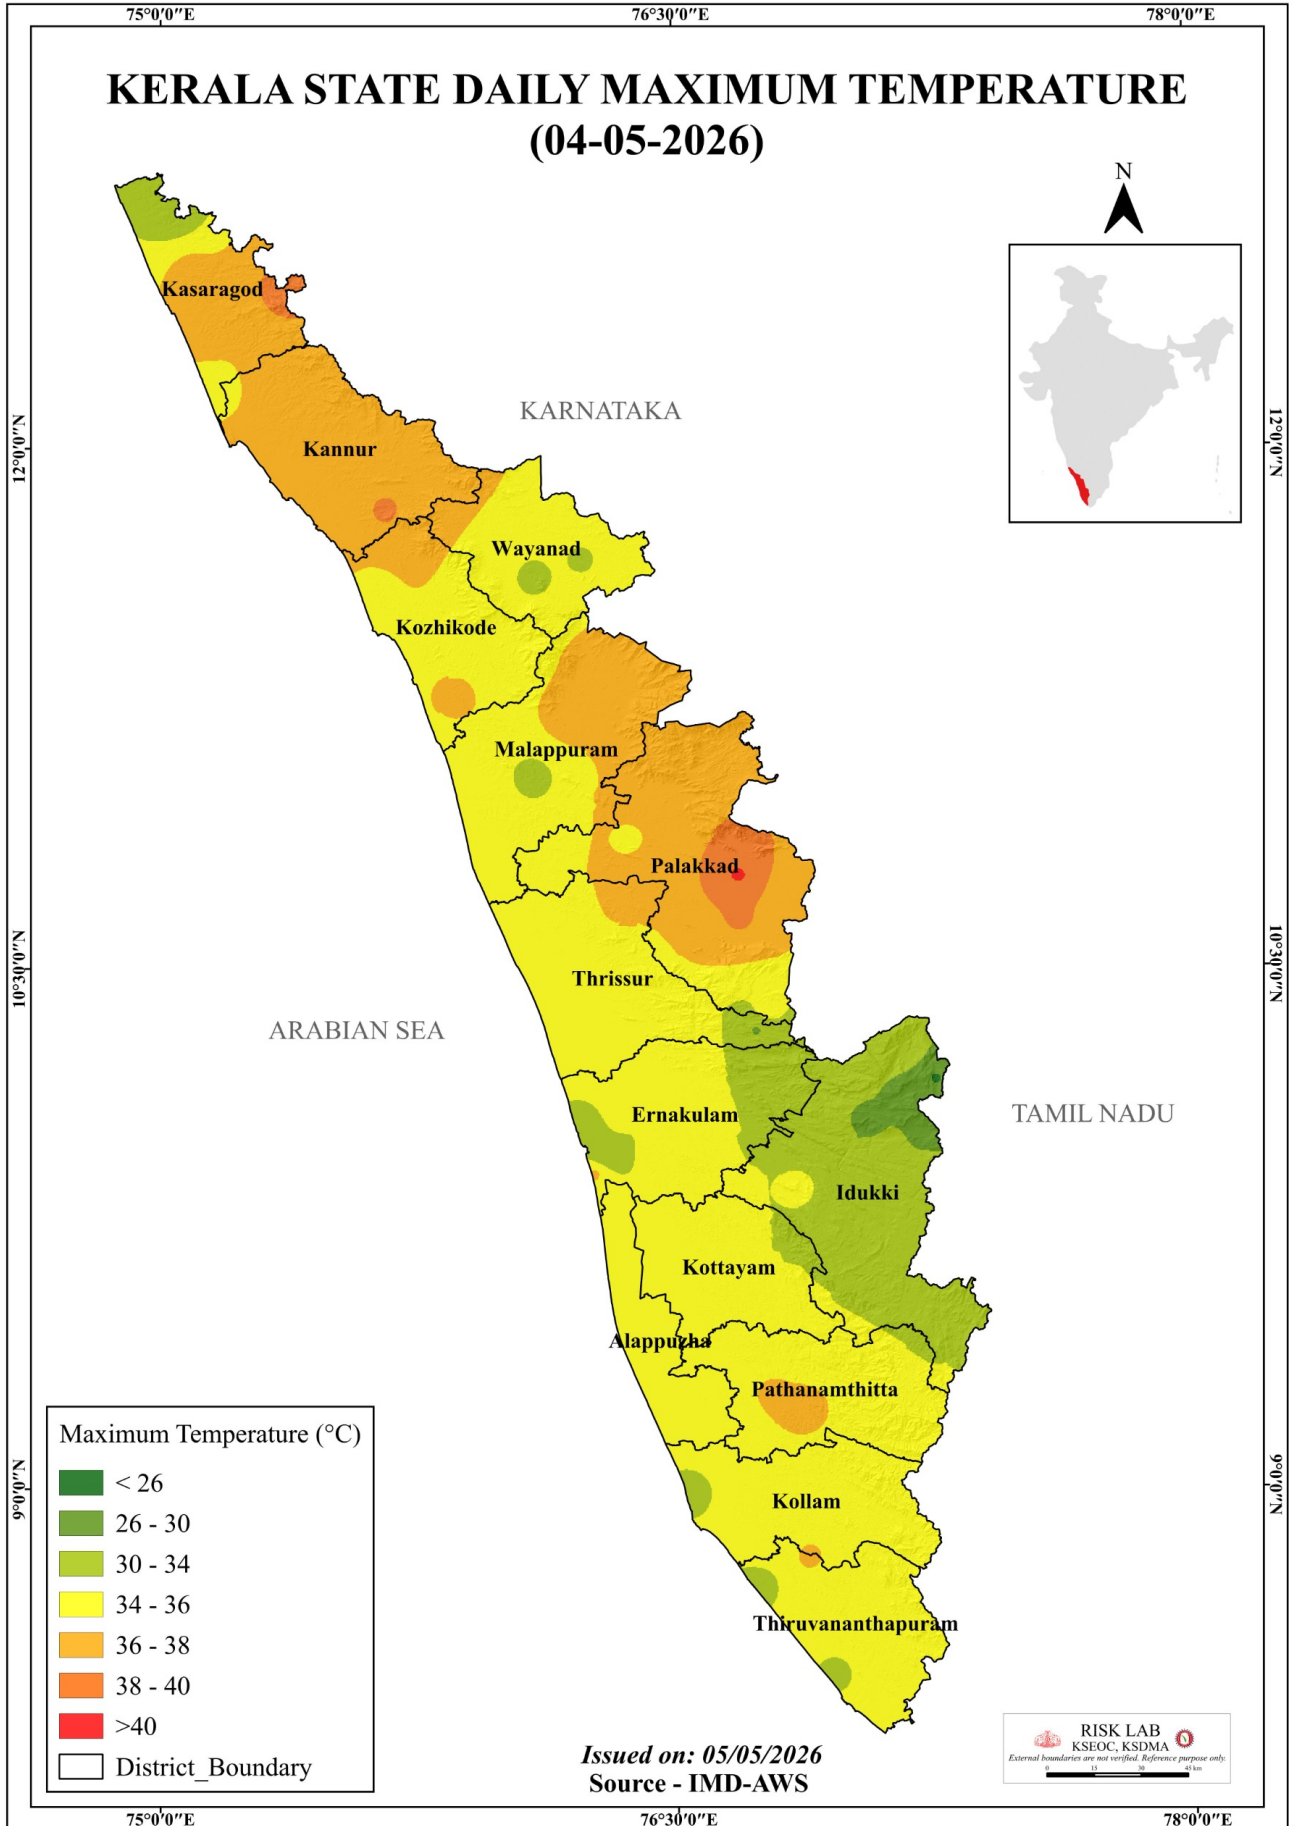 75°0'0"E 76°30'0"E 78°0'0"E
KERALA STATE DAILY MAXIMUM TEMPERATURE
(04-05-2026)
N
Kasaragod
KARNATAKA
12°0'0"N
12°0'0"N
Kannur
Wayanad
Kozhikode
Malappuram
Palakkad
10°30'0"N
10°30'0"N
Thrissur
ARABIAN SEA
Ernakulam
TAMIL NADU
Idukki
Kottayam
Alappuzha
Pathanamthitta
9°0'0"N
9°0'0"N
Kollam
Thiruvananthapuram
Maximum Temperature (°C)
< 26
26 - 30
30 - 34
34 - 36
36 - 38
38 - 40
>40
District_Boundary
Issued on: 05/05/2026
Source - IMD-AWS
RISK LAB
KSEOC, KSDMA
External boundaries are not verified. Reference purpose only.
0 15 30 45 km
75°0'0"E 76°30'0"E 78°0'0"E